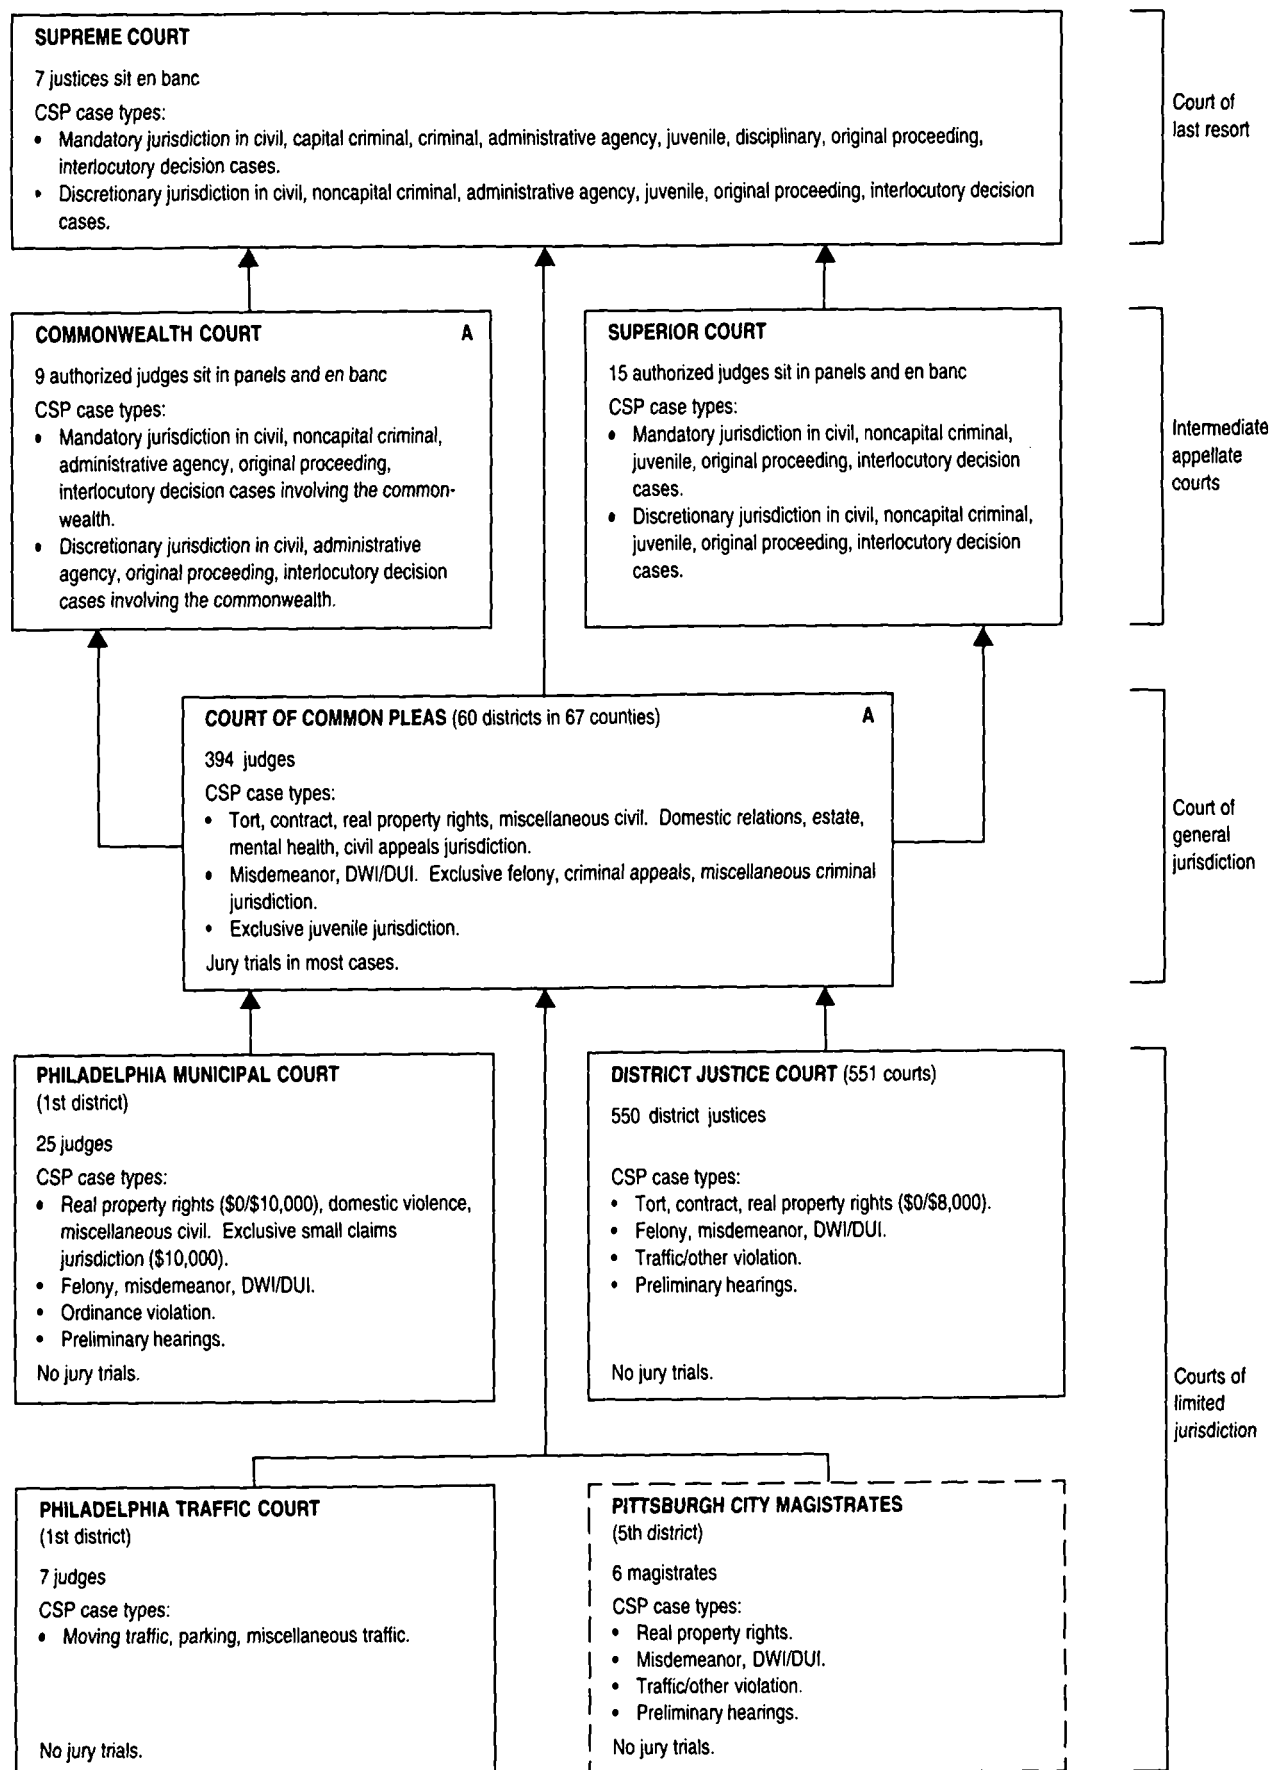 SUPREME COURT
7 justices sit en banc
CSP case types:
• Mandatory jurisdiction in civil, capital criminal, criminal, administrative agency, juvenile, disciplinary, original proceeding,
interlocutory decision cases.
• Discretionary jurisdiction in civil, noncapital criminal, administrative agency, juvenile, original proceeding, interlocutory decision
cases.
Court of
last resort
COMMONWEALTH COURT A
9 authorized judges sit in panels and en banc
CSP case types:
• Mandatory jurisdiction in civil, noncapital criminal,
administrative agency, original proceeding,
interlocutory decision cases involving the common-
wealth.
• Discretionary jurisdiction in civil, administrative
agency, original proceeding, interlocutory decision
cases involving the commonwealth.
SUPERIOR COURT
15 authorized judges sit in panels and en banc
CSP case types:
• Mandatory jurisdiction in civil, noncapital criminal,
juvenile, original proceeding, interlocutory decision
cases.
• Discretionary jurisdiction in civil, noncapital criminal,
juvenile, original proceeding, interlocutory decision
cases.
Intermediate
appellate
courts
COURT OF COMMON PLEAS (60 districts in 67 counties) A
394 judges
CSP case types:
• Tort, contract, real property rights, miscellaneous civil. Domestic relations, estate,
mental health, civil appeals jurisdiction.
• Misdemeanor, DWI/DUI. Exclusive felony, criminal appeals, miscellaneous criminal
jurisdiction.
• Exclusive juvenile jurisdiction.
Jury trials in most cases.
Court of
general
jurisdiction
PHILADELPHIA MUNICIPAL COURT
(1st district)
25 judges
CSP case types:
• Real property rights ($0/$10,000), domestic violence,
miscellaneous civil. Exclusive small claims
jurisdiction ($10,000).
• Felony, misdemeanor, DWI/DUI.
• Ordinance violation.
• Preliminary hearings.
No jury trials.
DISTRICT JUSTICE COURT (551 courts)
550 district justices
CSP case types:
• Tort, contract, real property rights ($0/$8,000).
• Felony, misdemeanor, DWI/DUI.
• Traffic/other violation.
• Preliminary hearings.
No jury trials.
Courts of
limited
jurisdiction
PHILADELPHIA TRAFFIC COURT
(1st district)
7 judges
CSP case types:
• Moving traffic, parking, miscellaneous traffic.
No jury trials.
PITTSBURGH CITY MAGISTRATES
(5th district)
6 magistrates
CSP case types:
• Real property rights.
• Misdemeanor, DWI/DUI.
• Traffic/other violation.
• Preliminary hearings.
No jury trials.